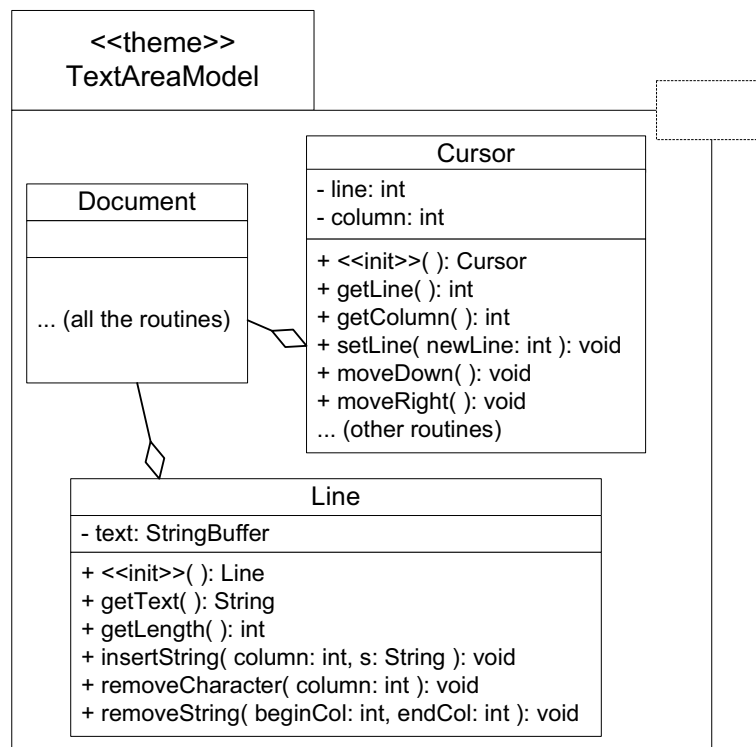 <<theme>>
TextAreaModel
Document
... (all the routines)
Cursor
- line: int
- column: int
+ <<init>>( ): Cursor
+ getLine( ): int
+ getColumn( ): int
+ setLine( newLine: int ): void
+ moveDown( ): void
+ moveRight( ): void
... (other routines)
Line
- text: StringBuffer
+ <<init>>( ): Line
+ getText( ): String
+ getLength( ): int
+ insertString( column: int, s: String ): void
+ removeCharacter( column: int ): void
+ removeString( beginCol: int, endCol: int ): void